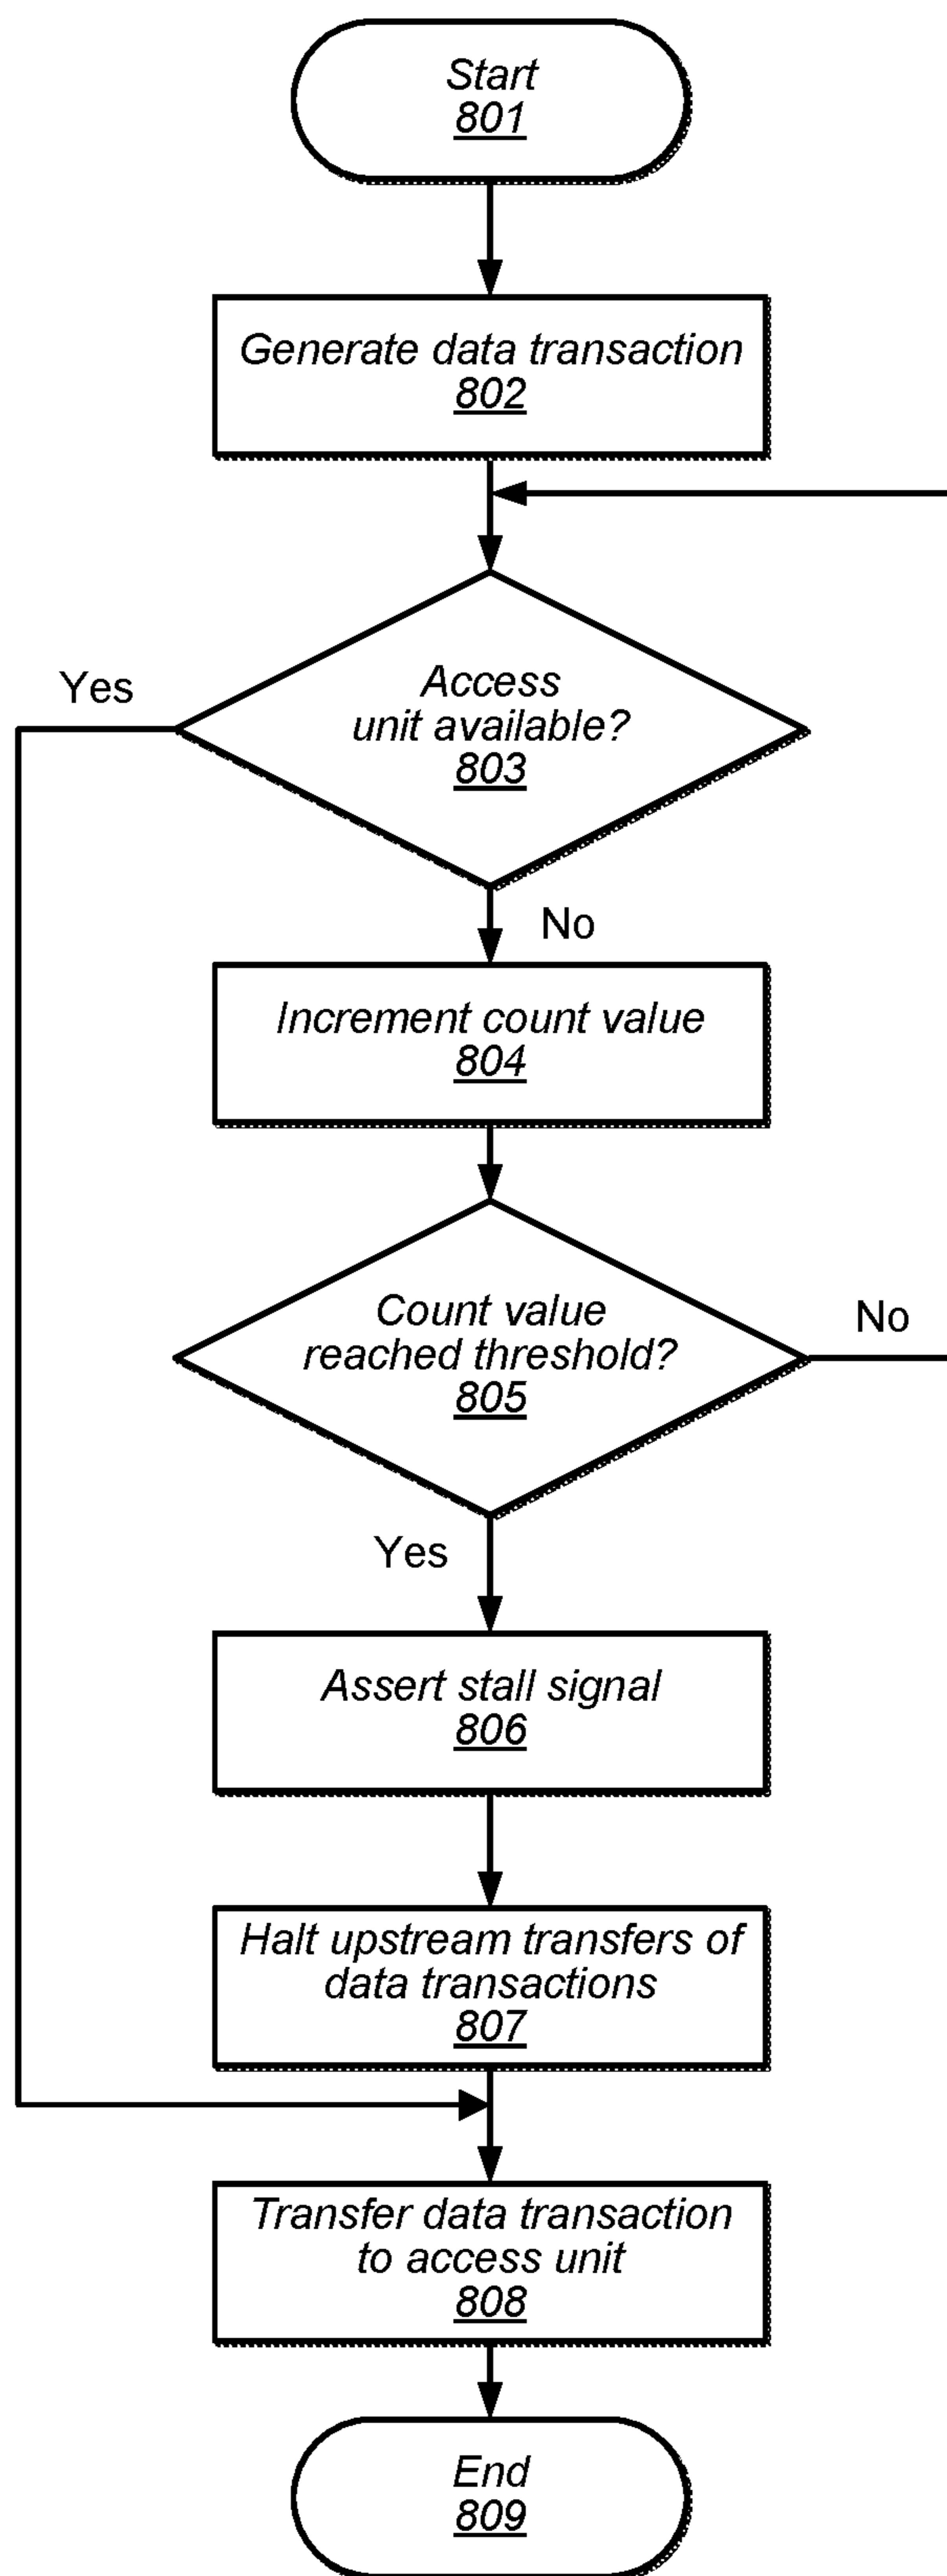 Start
801
Generate data transaction
802
Yes
Access
unit available?
803
No
Increment count value
804
Count value
reached threshold?
805
No
Yes
Assert stall signal
806
Halt upstream transfers of
data transactions
807
Transfer data transaction
to access unit
808
End
809